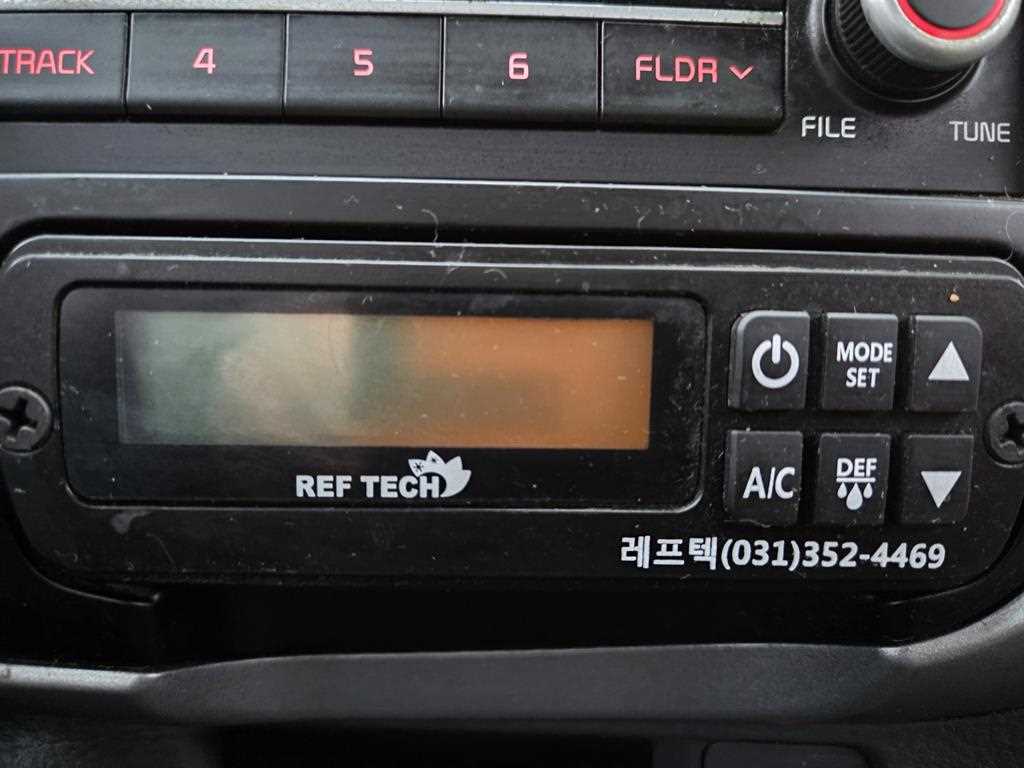 TRACK 4 5 6 FLDR
FILE TUNE
MODE
SET
A/C DEF
REF TECH
레프텍(031)352-4469